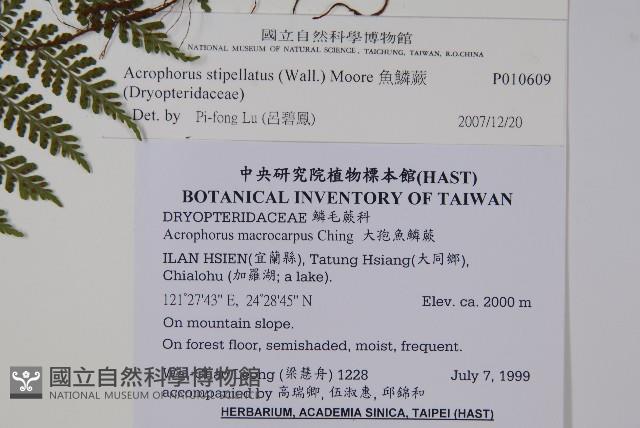 國立自然科學博物館
NATIONAL MUSEUM OF NATURAL SCIENCE, TAICHUNG, TAIWAN, R.O.CHINA
Acrophorus stipellatus (Wall.) Moore 魚鱗蕨 P010609
(Dryopteridaceae)
Det. by Pi-fong Lu (呂碧鳳) 2007/12/20
中央研究院植物標本館(HAST)
BOTANICAL INVENTORY OF TAIWAN
DRYOPTERIDACEAE 鱗毛蕨科
Acrophorus macrocarpus Ching 大孢魚鱗蕨
ILAN HSIEN(宜蘭縣), Tatung Hsiang(大同鄉),
Chialohu (加羅湖; a lake).
121°27'43" E, 24°28'45" N Elev. ca. 2000 m
On mountain slope.
On forest floor, semishaded, moist, frequent.
(梁慧舟) 1228 July 7, 1999
accompanied by 高瑞卿, 伍淑惠, 邱錦和
HERBARIUM, ACADEMIA SINICA, TAIPEI (HAST)
國立自然科學博物館
NATIONAL MUSEUM OF NATURAL SCIENCE